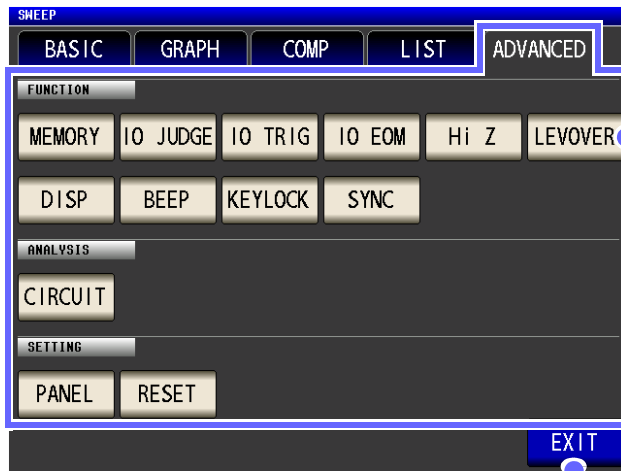 SWEEP
BASIC GRAPH COMP LIST ADVANCED
FUNCTION
MEMORY IO JUDGE IO TRIG IO EOM Hi Z LEVOVER
DISP BEEP KEYLOCK SYNC
ANALYSIS
CIRCUIT
SETTING
PANEL RESET
EXIT